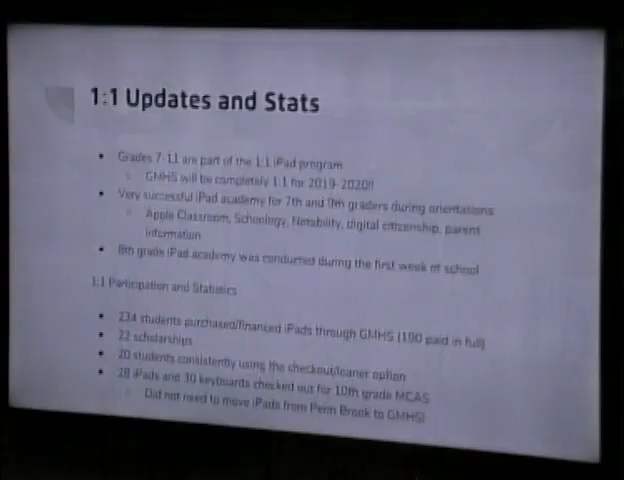 1:1 Updates and Stats
• Grades 7-11 are part of the 1:1 iPad program
○ GMHS will be completely 1:1 for 2019-2020!!
• Very successful iPad academy for 7th and 9th graders during orientations
○ Apple Classroom, Schoology, Notability, digital citizenship, parent
information
• 8th grade iPad academy was conducted during the first week of school
1:1 Participation and Statistics
• 234 students purchased/financed iPads through GMHS (190 paid in full)
• 22 scholarships
• 20 students consistently using the checkout/loaner option
• 28 iPads and 30 keyboards checked out for 10th grade MCAS
○ Did not need to move iPads from Penn Brook to GMHS!